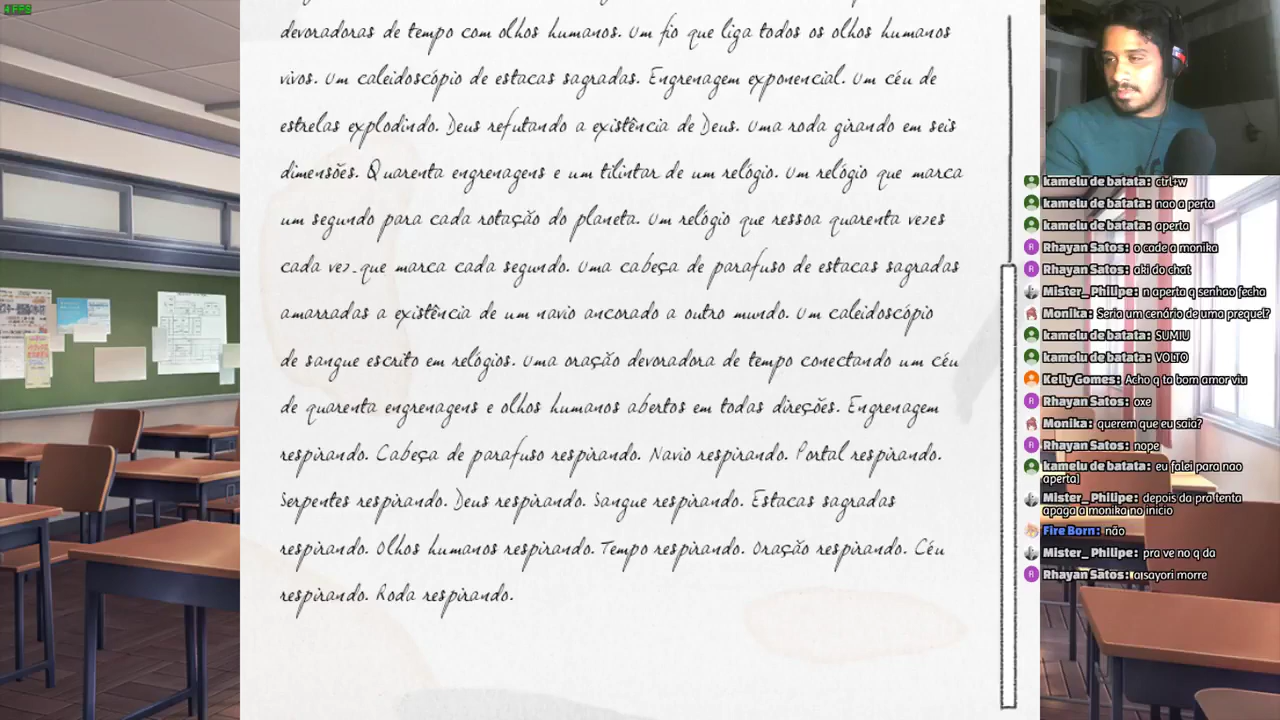 4 FPS
devoradoras de tempo com olhos humanos. Um fio que liga todos os olhos humanos
vivos. Um caleidoscópio de estacas sagradas. Engrenagem exponencial. Um céu de
estrelas explodindo. Deus refutando a existência de Deus. Uma roda girando em seis
dimensões. Quarenta engrenagens e um tilintar de um relógio. Um relógio que marca
um segundo para cada rotação do planeta. Um relógio que ressoa quarenta vezes
cada vez que marca cada segundo. Uma cabeça de parafuso de estacas sagradas
amarradas a existência de um navio ancorado a outro mundo. Um caleidoscópio
de sangue escrito em relógios. Uma oração devoradora de tempo conectando um céu
de quarenta engrenagens e olhos humanos abertos em todas direções. Engrenagem
respirando. Cabeça de parafuso respirando. Navio respirando. Portal respirando.
Serpentes respirando. Deus respirando. Sangue respirando. Estacas sagradas
respirando. Olhos humanos respirando. Tempo respirando. Oração respirando. Céu
respirando. Roda respirando.
kamelu de batata: ctrl+w
kamelu de batata: nao a perta
kamelu de batata: aperta
Rhayan Satos: o cade a monika
Rhayan Satos: aki do chat
Mister_ Philipe: n aperta q senhao fecha
Monika: Seria um cenário de uma prequel?
kamelu de batata: SUMIU
kamelu de batata: VOLTO
Kelly Gomes: Acho q ta bom amor viu
Rhayan Satos: oxe
Monika: querem que eu saia?
Rhayan Satos: nope
kamelu de batata: eu falei para nao
aperta]
Mister_ Philipe: depois da pra tenta
apaga a monika no inicio
Fire Born: não
Mister_ Philipe: pra ve no q da
Rhayan Satos: a sayori morre